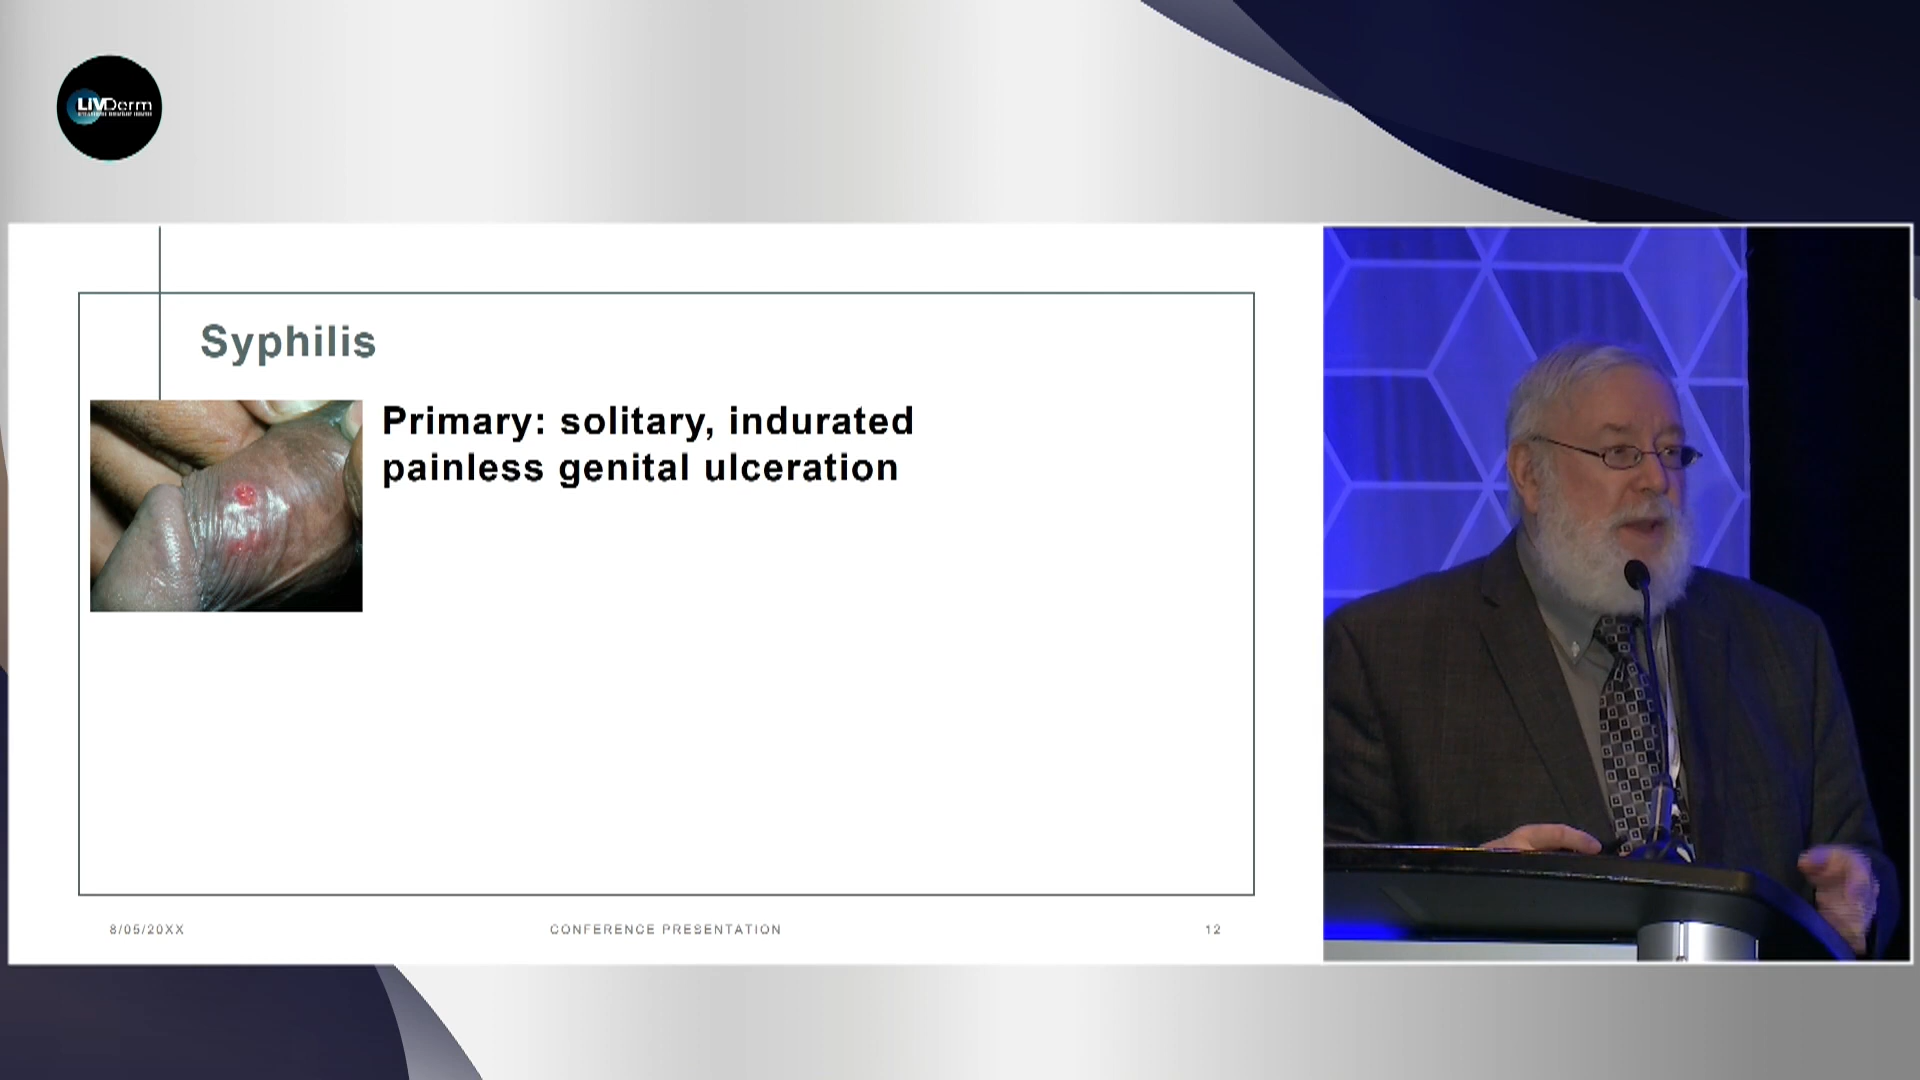 LIVDerm
Syphilis
Primary: solitary, indurated
painless genital ulceration
8/05/20XX
CONFERENCE PRESENTATION
12